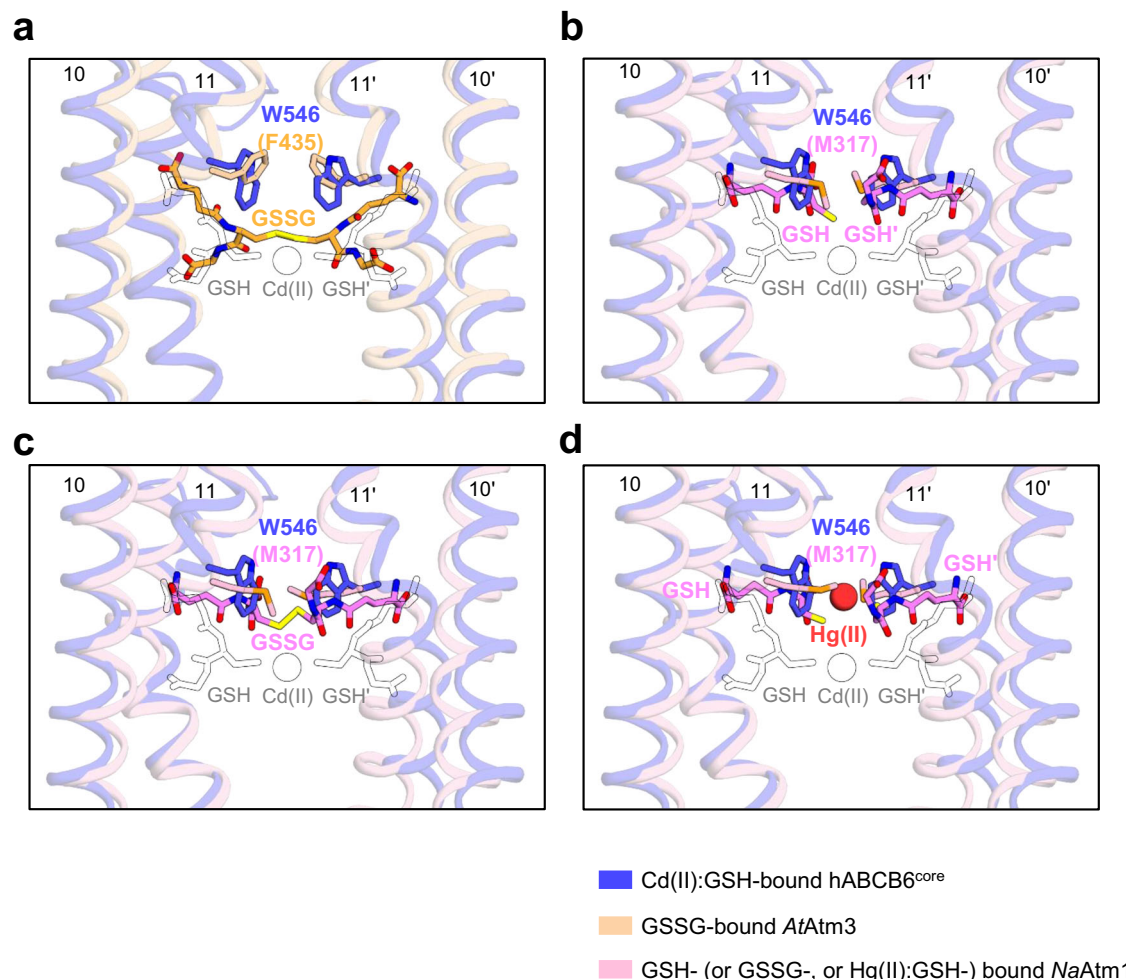 a
10
11
11'
10'
W546
(F435)
GSSG
GSH Cd(II) GSH'
b
10
11
11'
10'
W546
(M317)
GSH GSH'
GSH Cd(II) GSH'
c
10
11
11'
10'
W546
(M317)
GSSG
GSH Cd(II) GSH'
d
10
11
11'
10'
W546
(M317)
GSH
GSH'
Hg(II)
GSH Cd(II) GSH'
Cd(II):GSH-bound hABCB6core
GSSG-bound AtAtm3
GSH- (or GSSG-, or Hg(II):GSH-) bound NaAtm1